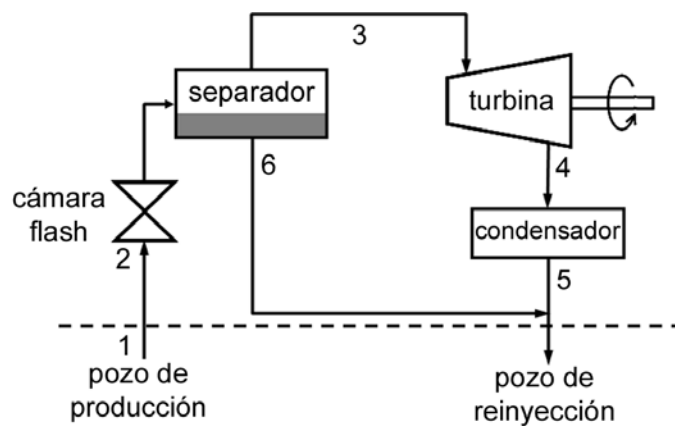 3
separador
turbina
6
4
cámara
flash
condensador
2
5
1
pozo de
producción
pozo de
reinyección